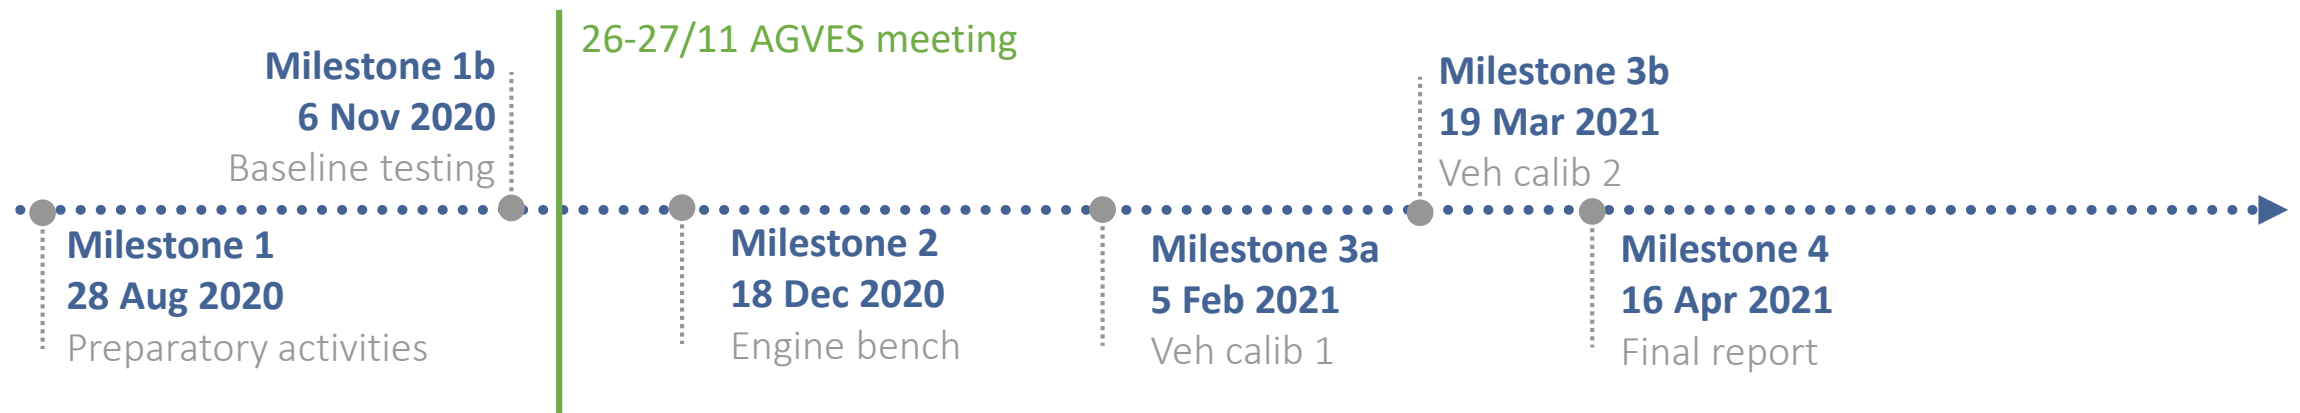 26-27/11 AGVES meeting
Milestone 1b
6 Nov 2020
Baseline testing
Milestone 3b
19 Mar 2021
Veh calib 2
Milestone 1
28 Aug 2020
Preparatory activities
Milestone 2
18 Dec 2020
Engine bench
Milestone 3a
5 Feb 2021
Veh calib 1
Milestone 4
16 Apr 2021
Final report